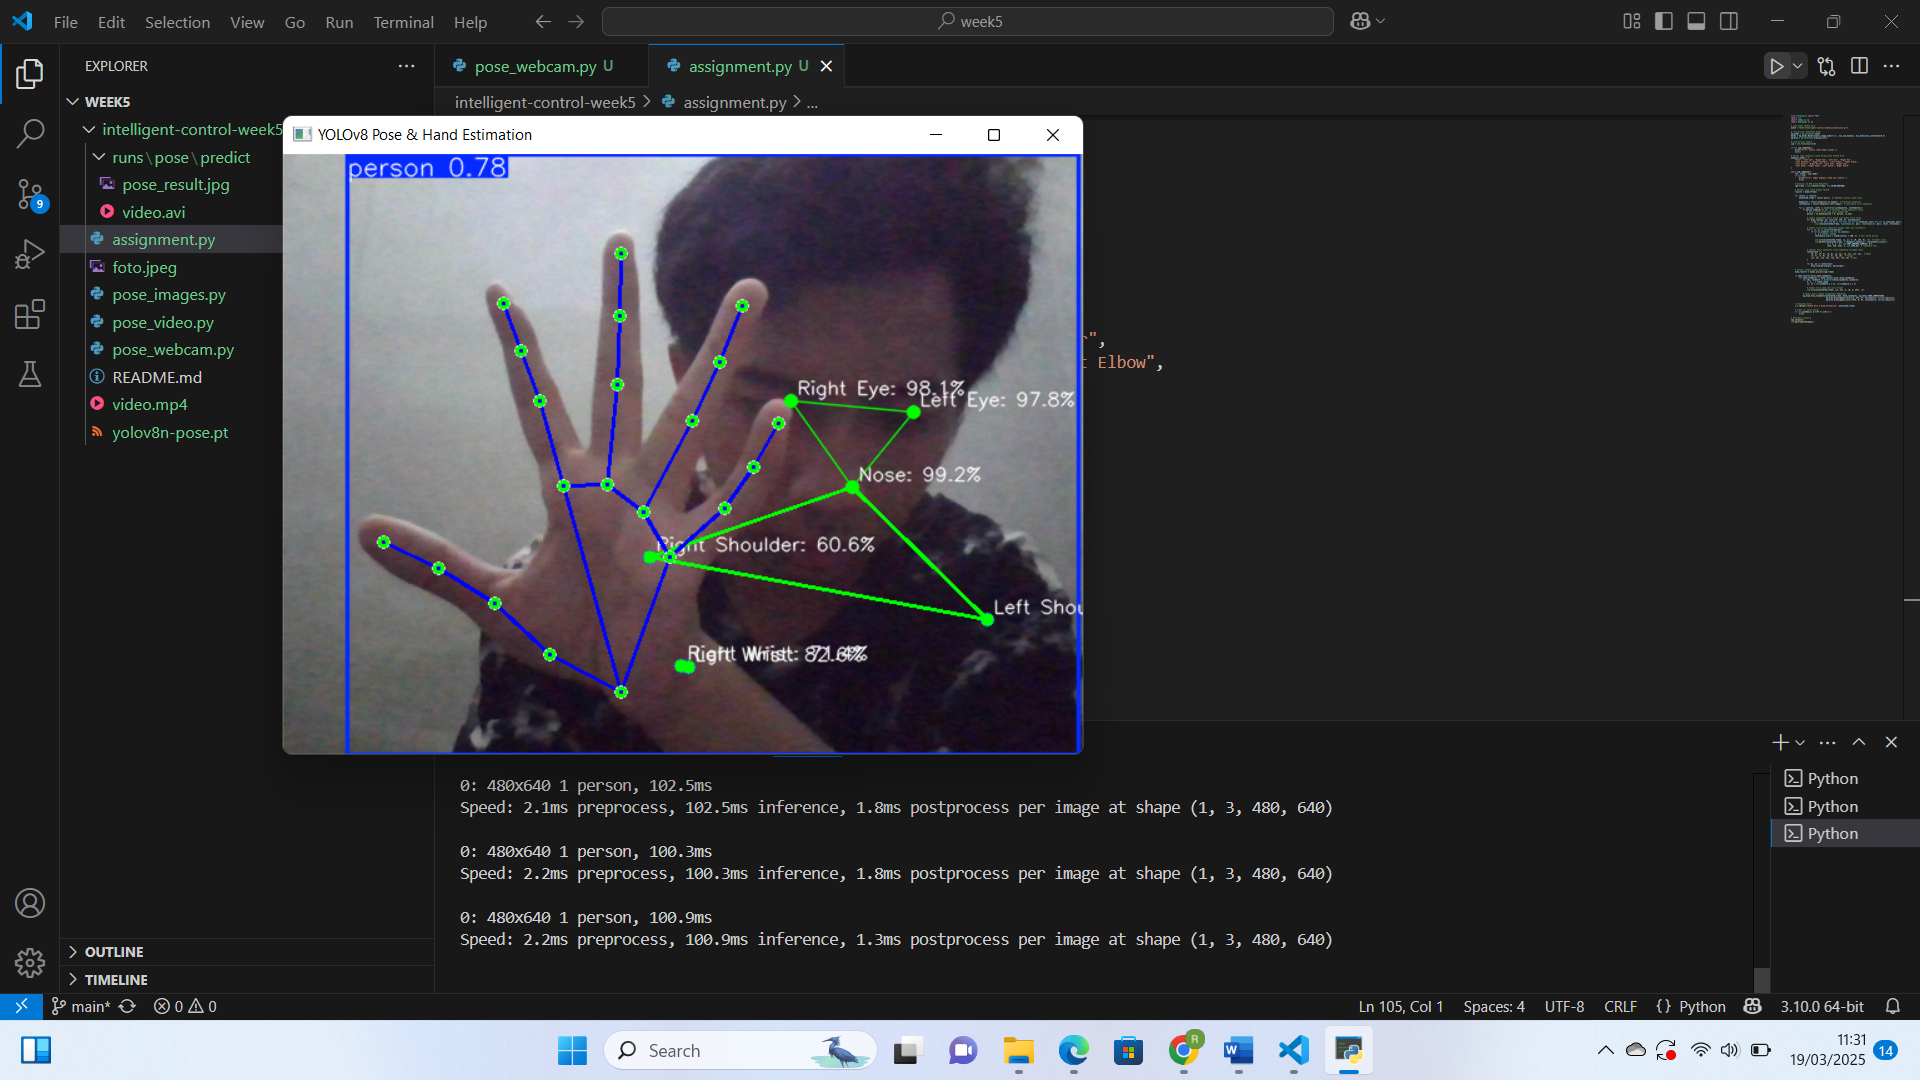 File Edit Selection View Go Run Terminal Help
week5
EXPLORER
pose_webcam.py U
assignment.py U
WEEK5
intelligent-control-week5 > assignment.py > ...
intelligent-control-week5
runs\pose\predict
pose_result.jpg
video.avi
assignment.py
foto.jpeg
pose_images.py
pose_video.py
pose_webcam.py
README.md
video.mp4
yolov8n-pose.pt
9
YOLOv8 Pose & Hand Estimation
person 0.78
Right Eye: 98.1%
Left Eye: 97.8%
Nose: 99.2%
Right Shoulder: 60.6%
Left Shou
",
t Elbow",
0: 480x640 1 person, 102.5ms
Speed: 2.1ms preprocess, 102.5ms inference, 1.8ms postprocess per image at shape (1, 3, 480, 640)
0: 480x640 1 person, 100.3ms
Speed: 2.2ms preprocess, 100.3ms inference, 1.8ms postprocess per image at shape (1, 3, 480, 640)
0: 480x640 1 person, 100.9ms
Speed: 2.2ms preprocess, 100.9ms inference, 1.3ms postprocess per image at shape (1, 3, 480, 640)
Python
Python
Python
OUTLINE
TIMELINE
main* 0 0
Ln 105, Col 1 Spaces: 4 UTF-8 CRLF {} Python 3.10.0 64-bit
Search
11:31
19/03/2025
14